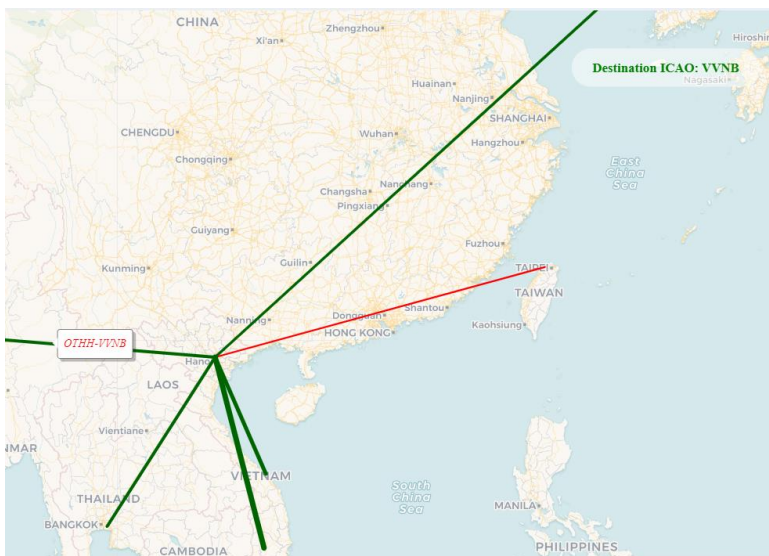 CHINA
Zhengzhou
Xi'an
Hiroshim
Destination ICAO: VVNB
Nagasaki
Huainan
Nanjing
SHANGHAI
CHENGDU
Wuhan
Hangzhou
Chongqing
East
China
Sea
Nanchang
Changsha
Pingxiang
Guiyang
Fuzhou
Guilin
Kunming
TAIPEI
TAIWAN
Shantou
Dongguan
Nanning
Kaohsiung
HONG KONG
OTHH-VVNB
Hano
LAOS
Vientiane
NMAR
VIETNAM
South
China
Sea
THAILAND
MANILA
BANGKOK
CAMBODIA
PHILIPPINES